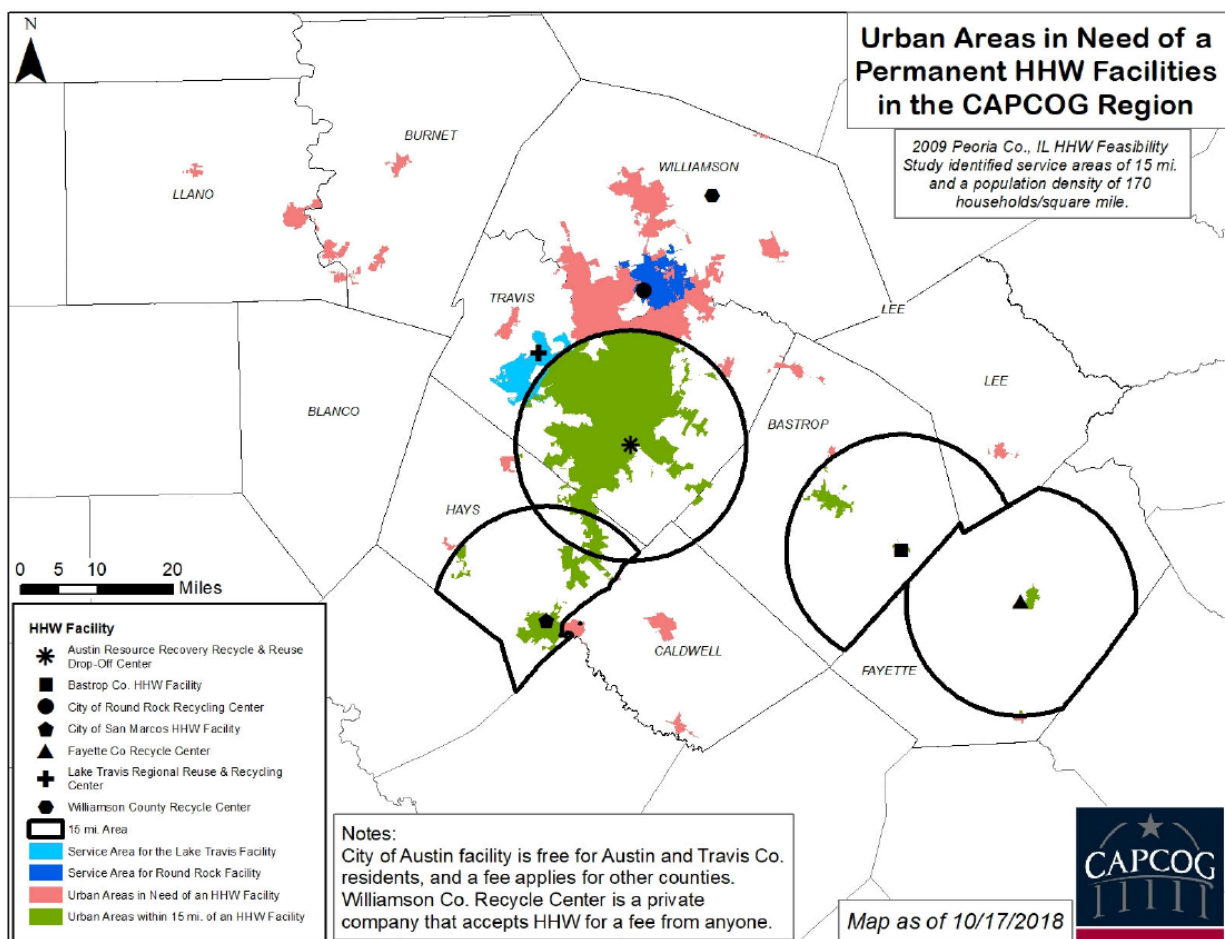 N
Urban Areas in Need of a
Permanent HHW Facilities
in the CAPCOG Region
2009 Peoria Co., IL HHW Feasibility
Study identified service areas of 15 mi.
and a population density of 170
households/square mile.
BURNET
WILLIAMSON
LLANO
TRAVIS
LEE
LEE
BLANCO
BASTROP
HAYS
CALDWELL
FAYETTE
0 5 10 20
Miles
HHW Facility
Austin Resource Recovery Recycle & Reuse
Drop-Off Center
Bastrop Co. HHW Facility
City of Round Rock Recycling Center
City of San Marcos HHW Facility
Fayette Co Recycle Center
Lake Travis Regional Reuse & Recycling
Center
Williamson County Recycle Center
15 mi. Area
Service Area for the Lake Travis Facility
Service Area for Round Rock Facility
Urban Areas in Need of an HHW Facility
Urban Areas within 15 mi. of an HHW Facility
Notes:
City of Austin facility is free for Austin and Travis Co.
residents, and a fee applies for other counties.
Williamson Co. Recycle Center is a private
company that accepts HHW for a fee from anyone.
Map as of 10/17/2018
CAPCOG